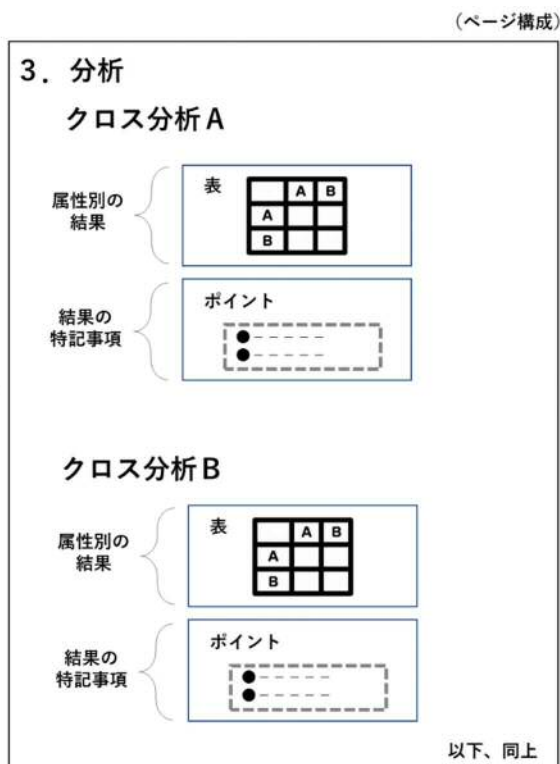 （ページ構成）
３．分析
クロス分析Ａ
属性別の
結果
表
A B
A
B
結果の
特記事項
ポイント
クロス分析Ｂ
属性別の
結果
表
A B
A
B
結果の
特記事項
ポイント
以下、同上